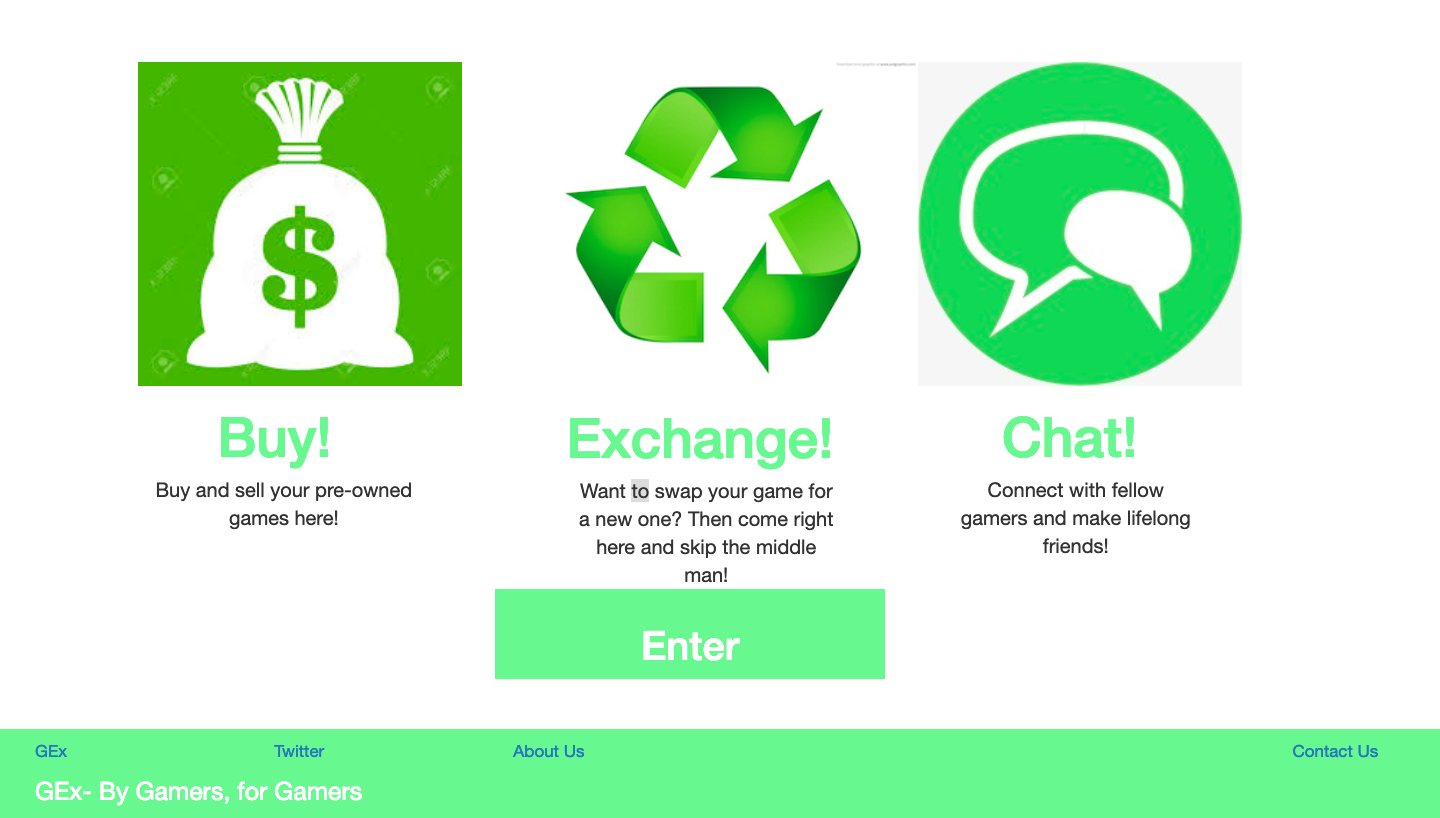 $
Buy!
Buy and sell your pre-owned
games here!
Exchange!
Want to swap your game for
a new one? Then come right
here and skip the middle
man!
Chat!
Connect with fellow
gamers and make lifelong
friends!
Enter
GEx Twitter About Us Contact Us
GEx- By Gamers, for Gamers